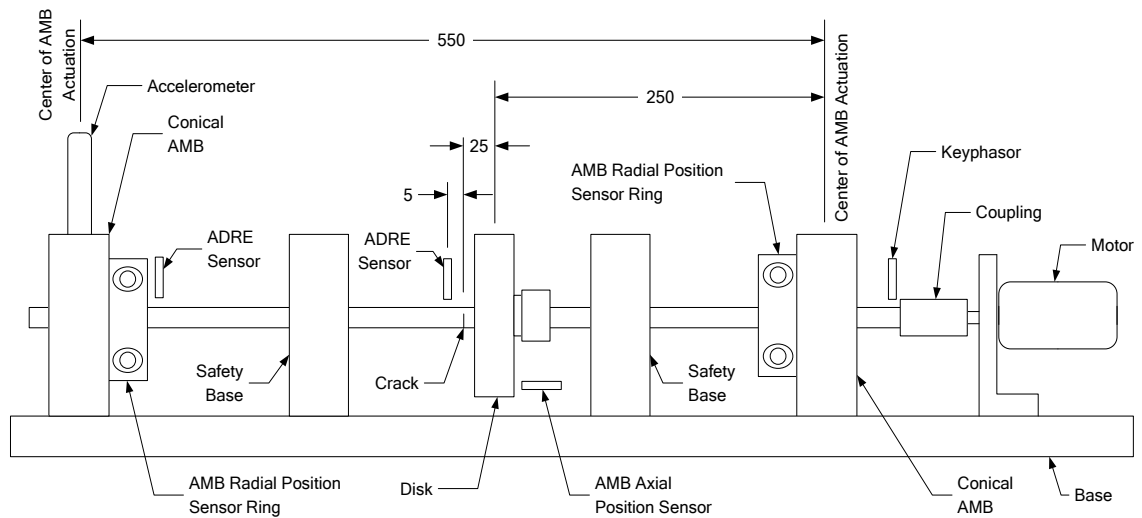 Center of AMB
Actuation
550
Accelerometer
Conical
AMB
250
25
5
AMB Radial Position
Sensor Ring
Center of AMB Actuation
Keyphasor
Coupling
Motor
ADRE
Sensor
ADRE
Sensor
Safety
Base
Crack
Safety
Base
AMB Radial Position
Sensor Ring
Disk
AMB Axial
Position Sensor
Conical
AMB
Base